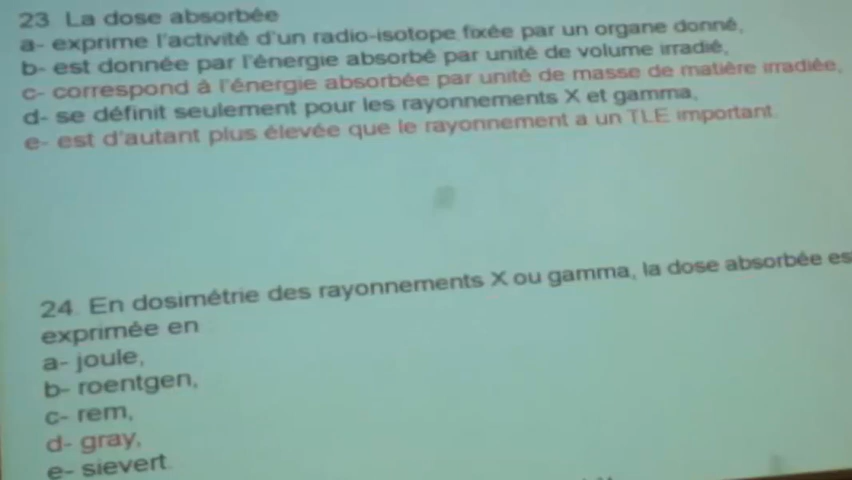 23 La dose absorbée
a- exprime l'activité d'un radio-isotope fixée par un organe donné,
b- est donnée par l'énergie absorbé par unité de volume irradié,
c- correspond à l'énergie absorbée par unité de masse de matière irradiée,
d- se définit seulement pour les rayonnements X et gamma,
e- est d'autant plus élevée que le rayonnement a un TLE important.
24. En dosimétrie des rayonnements X ou gamma, la dose absorbée es
exprimée en
a- joule,
b- roentgen,
c- rem,
d- gray,
e- sievert.